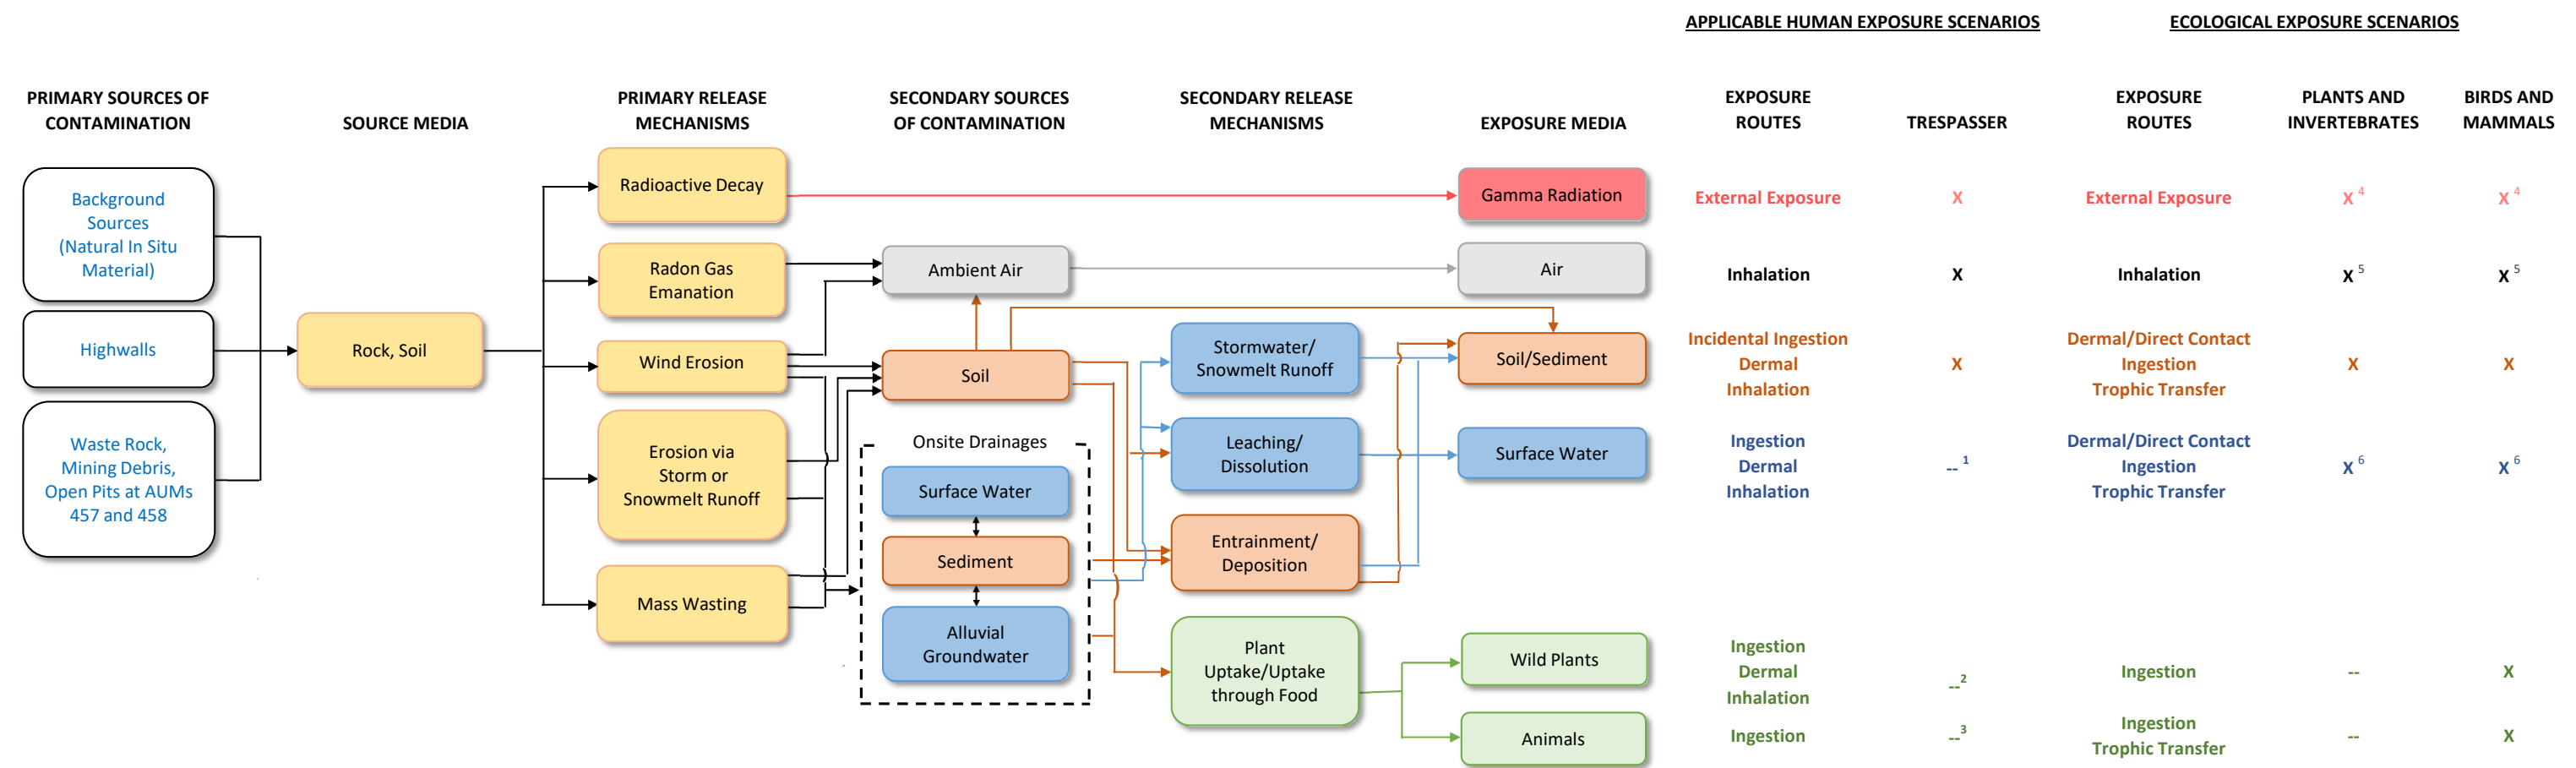 APPLICABLE HUMAN EXPOSURE SCENARIOS
ECOLOGICAL EXPOSURE SCENARIOS
PRIMARY SOURCES OF
CONTAMINATION
SOURCE MEDIA
PRIMARY RELEASE
MECHANISMS
SECONDARY SOURCES
OF CONTAMINATION
SECONDARY RELEASE
MECHANISMS
EXPOSURE MEDIA
EXPOSURE
ROUTES
TRESPASSER
EXPOSURE
ROUTES
PLANTS AND
INVERTEBRATES
BIRDS AND
MAMMALS
Background
Sources
(Natural In Situ
Material)
Highwalls
Waste Rock,
Mining Debris,
Open Pits at AUMs
457 and 458
Rock, Soil
Radioactive Decay
Radon Gas
Emanation
Wind Erosion
Erosion via
Storm or
Snowmelt Runoff
Mass Wasting
Ambient Air
Soil
Onsite Drainages
Surface Water
Sediment
Alluvial
Groundwater
Stormwater/
Snowmelt Runoff
Leaching/
Dissolution
Entrainment/
Deposition
Plant
Uptake/Uptake
through Food
Gamma Radiation
Air
Soil/Sediment
Surface Water
Wild Plants
Animals
External Exposure
X
External Exposure
X 4
X 4
Inhalation
X
Inhalation
X 5
X 5
Incidental Ingestion
Dermal
Inhalation
X
Dermal/Direct Contact
Ingestion
Trophic Transfer
X
X
Ingestion
Dermal
Inhalation
-- 1
Dermal/Direct Contact
Ingestion
Trophic Transfer
X 6
X 6
Ingestion
Dermal
Inhalation
--2
Ingestion
--
X
Ingestion
--3
Ingestion
Trophic Transfer
--
X